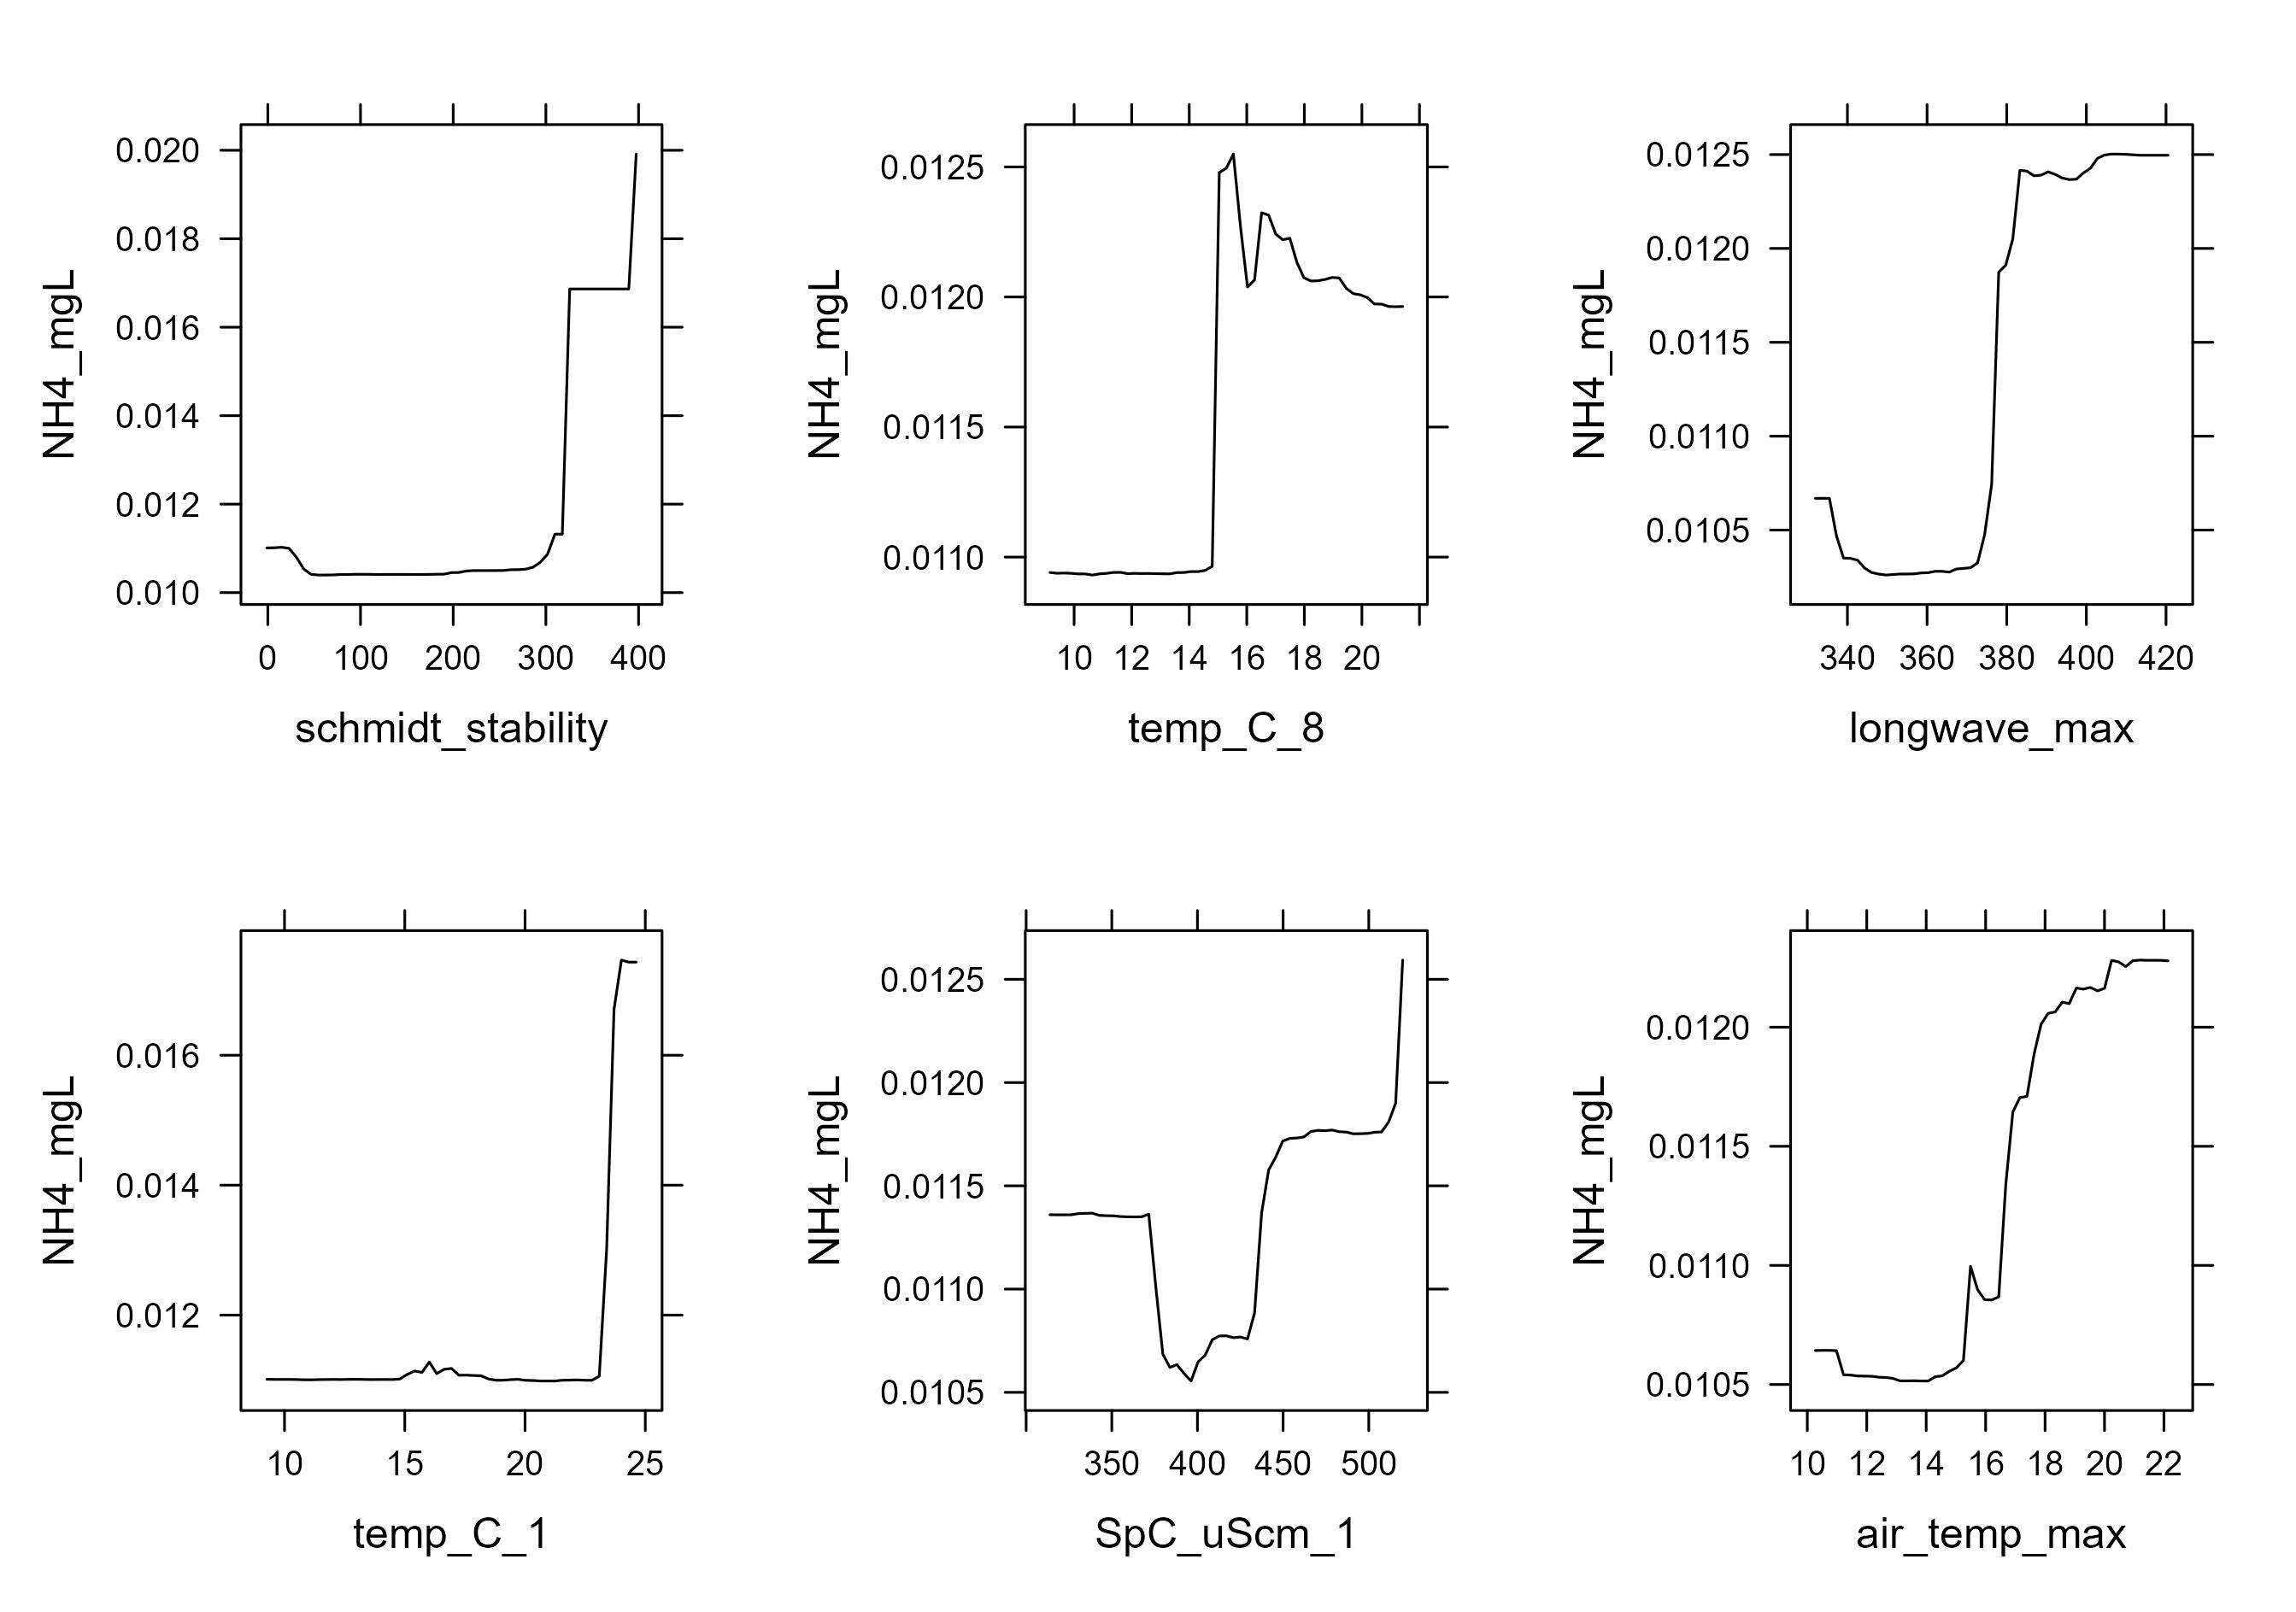 NH4_mgL
0.020
0.018
0.016
0.014
0.012
0.010
0 100 200 300 400
schmidt_stability
NH4_mgL
0.0125
0.0120
0.0115
0.0110
10 12 14 16 18 20
temp_C_8
NH4_mgL
0.0125
0.0120
0.0115
0.0110
0.0105
340 360 380 400 420
longwave_max
NH4_mgL
0.016
0.014
0.012
10 15 20 25
temp_C_1
NH4_mgL
0.0125
0.0120
0.0115
0.0110
0.0105
350 400 450 500
SpC_uScm_1
NH4_mgL
0.0120
0.0115
0.0110
0.0105
10 12 14 16 18 20 22
air_temp_max